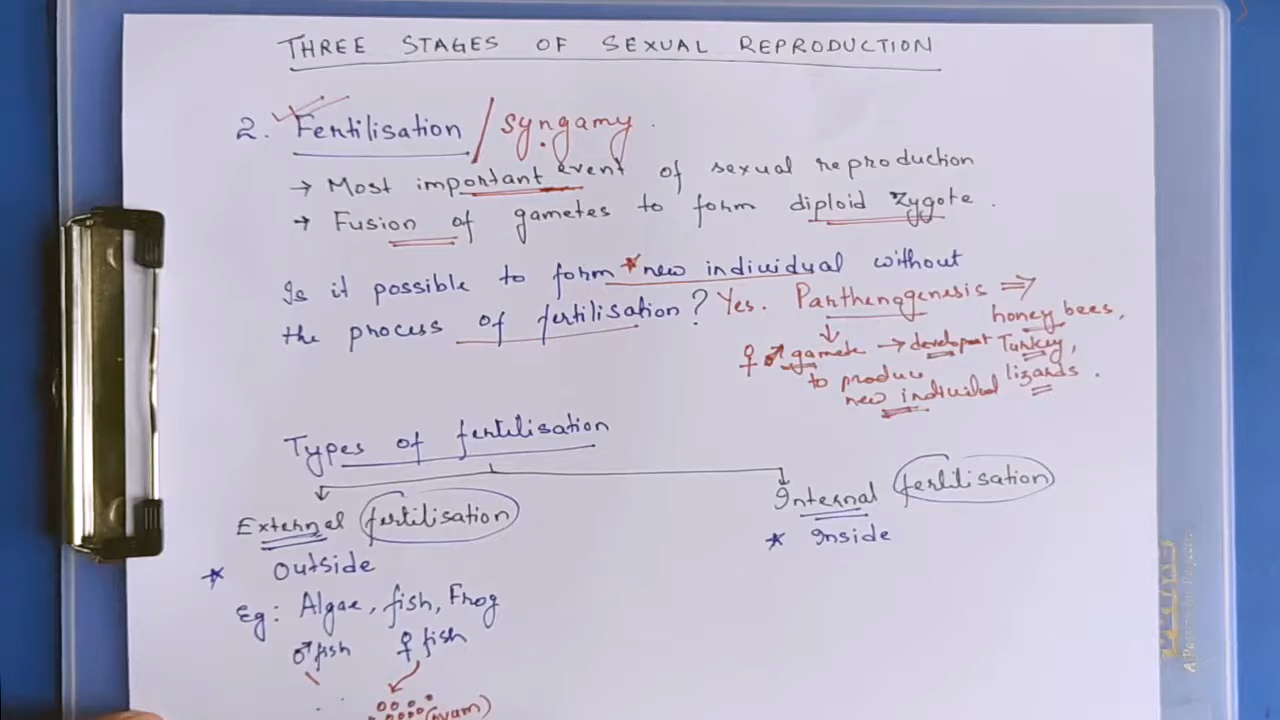 THREE STAGES OF SEXUAL REPRODUCTION
2. Fertilisation / Syngamy.
→ Most important event of sexual reproduction
→ Fusion of gametes to form diploid zygote.
Is it possible to form *new individual without
the process of fertilisation? Yes. Parthenogenesis ⇒ honey bees,
♀ ♂ gamete → developmt Turkey,
to produce lizards.
new individual
Types of fertilisation
External fertilisation
* Outside
Eg: Algae, fish, Frog
♂ fish ♀ fish
(ovum)
Internal fertilisation
* Inside